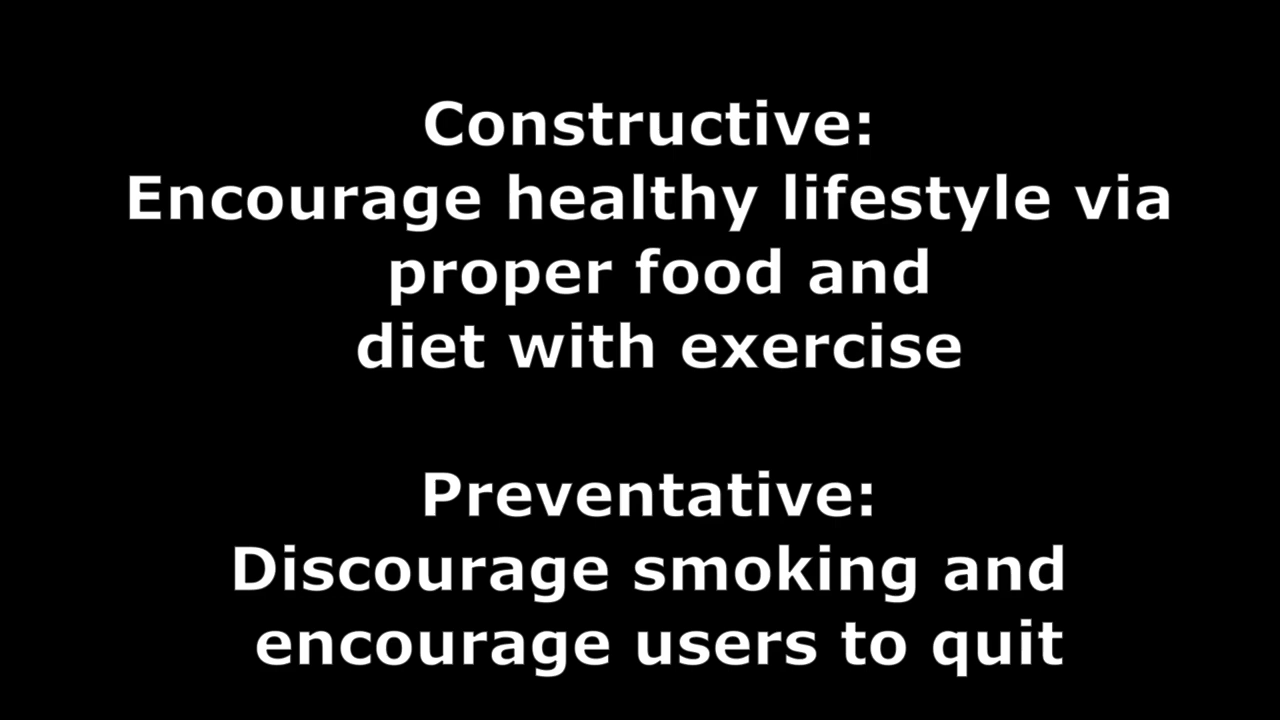 Constructive:
Encourage healthy lifestyle via
proper food and
diet with exercise
Preventative:
Discourage smoking and
encourage users to quit